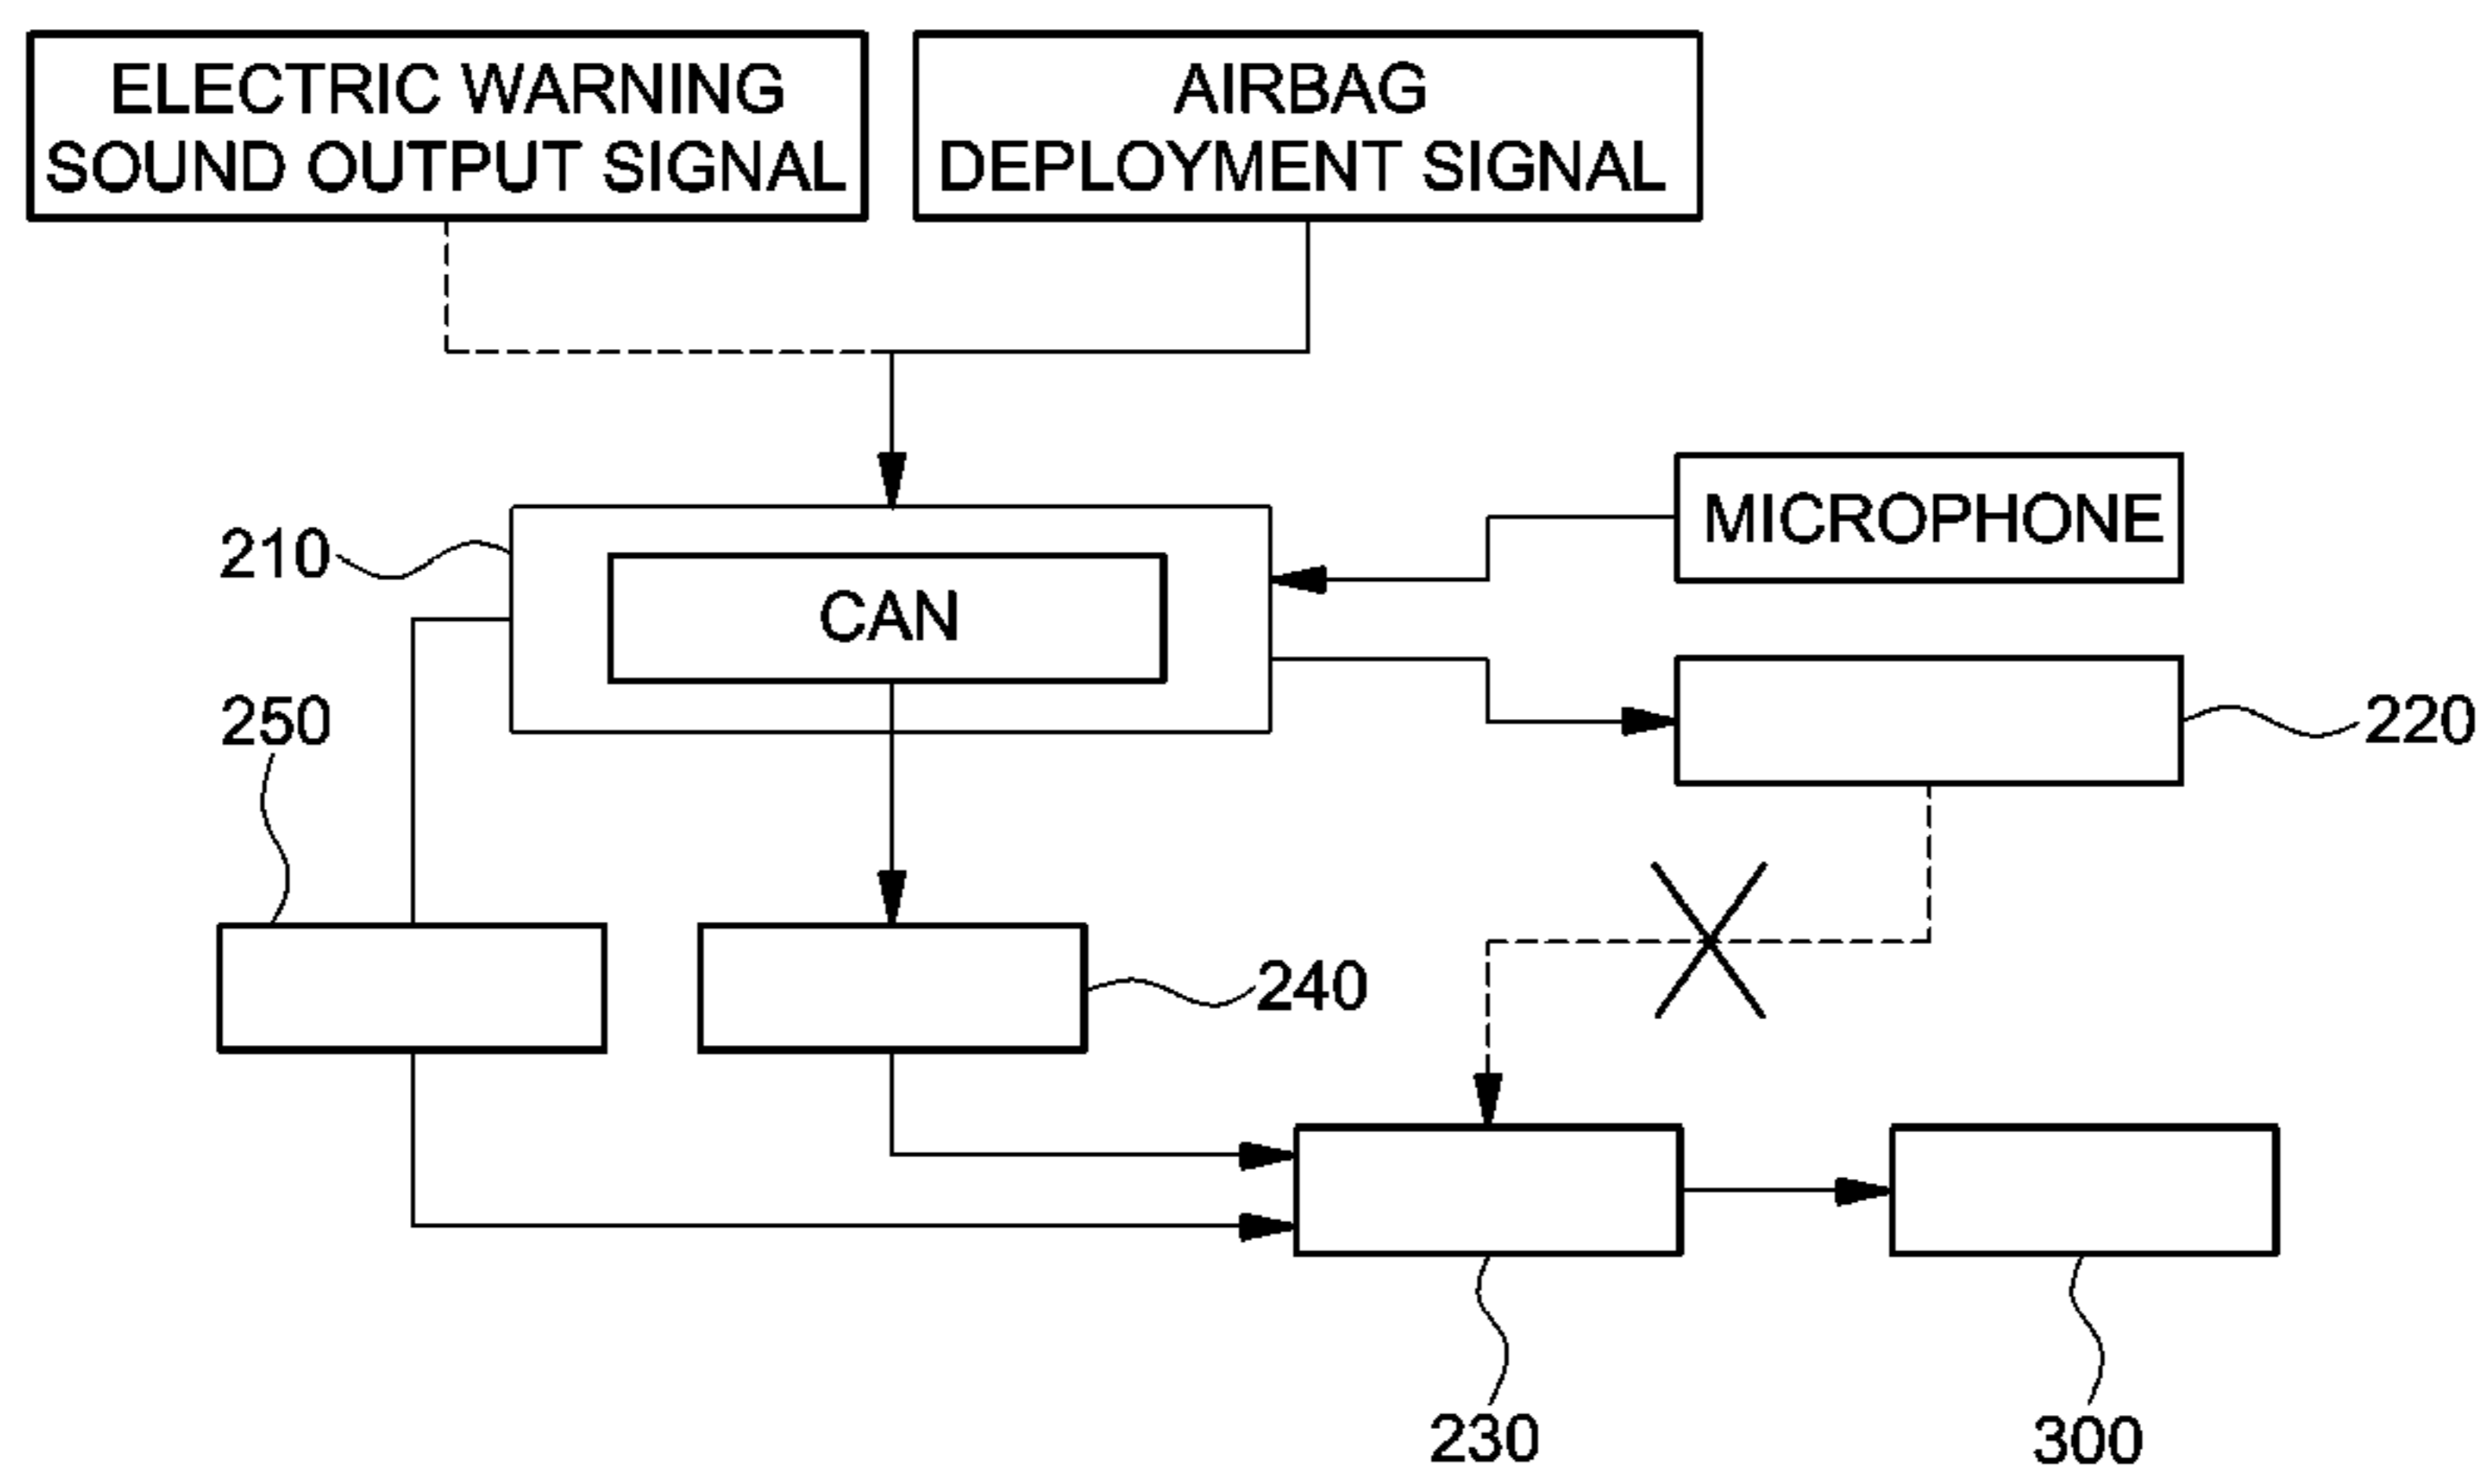 ELECTRIC WARNING
SOUND OUTPUT SIGNAL
AIRBAG
DEPLOYMENT SIGNAL
210
CAN
MICROPHONE
250
220
240
230
300